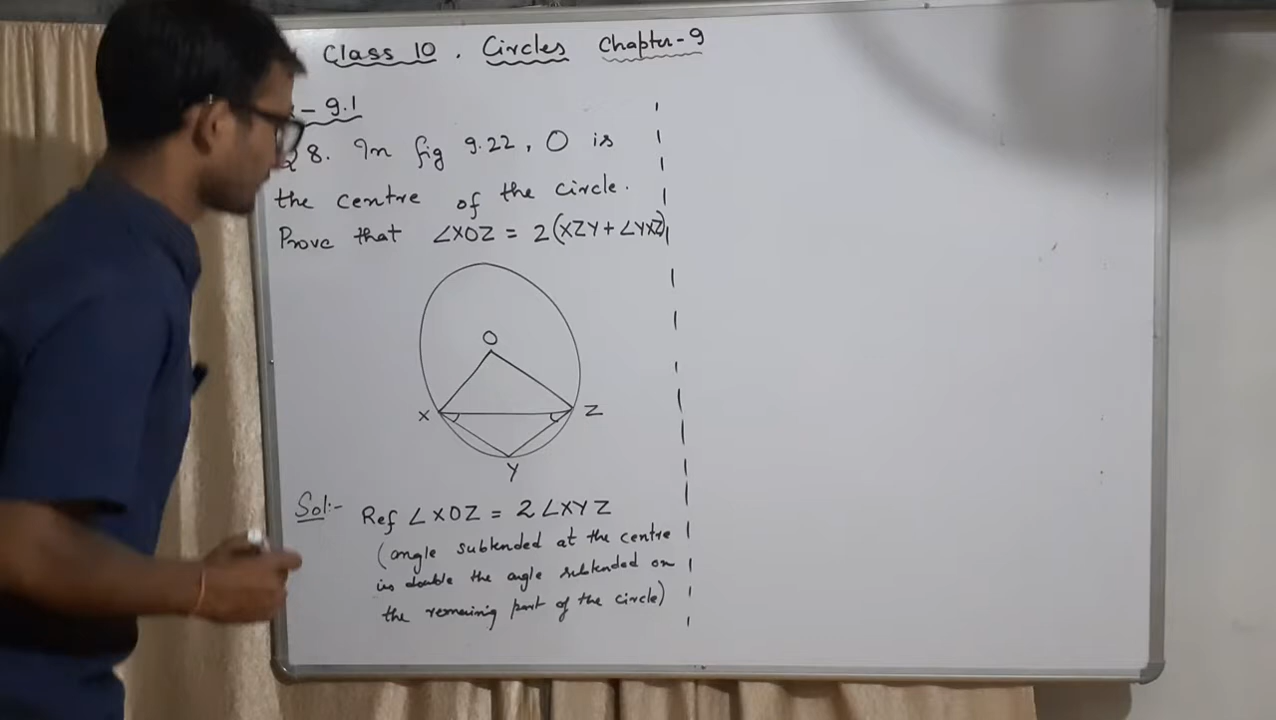 Class 10 . Circles Chapter-9
- 9.1
Q 8. In fig 9.22, O is
the centre of the circle.
Prove that ∠XOZ = 2(XZY+∠YXZ)
O
X
Z
Y
Sol:- Ref ∠XOZ = 2∠XYZ
(angle subtended at the centre
is double the angle subtended on
the remaining part of the circle)